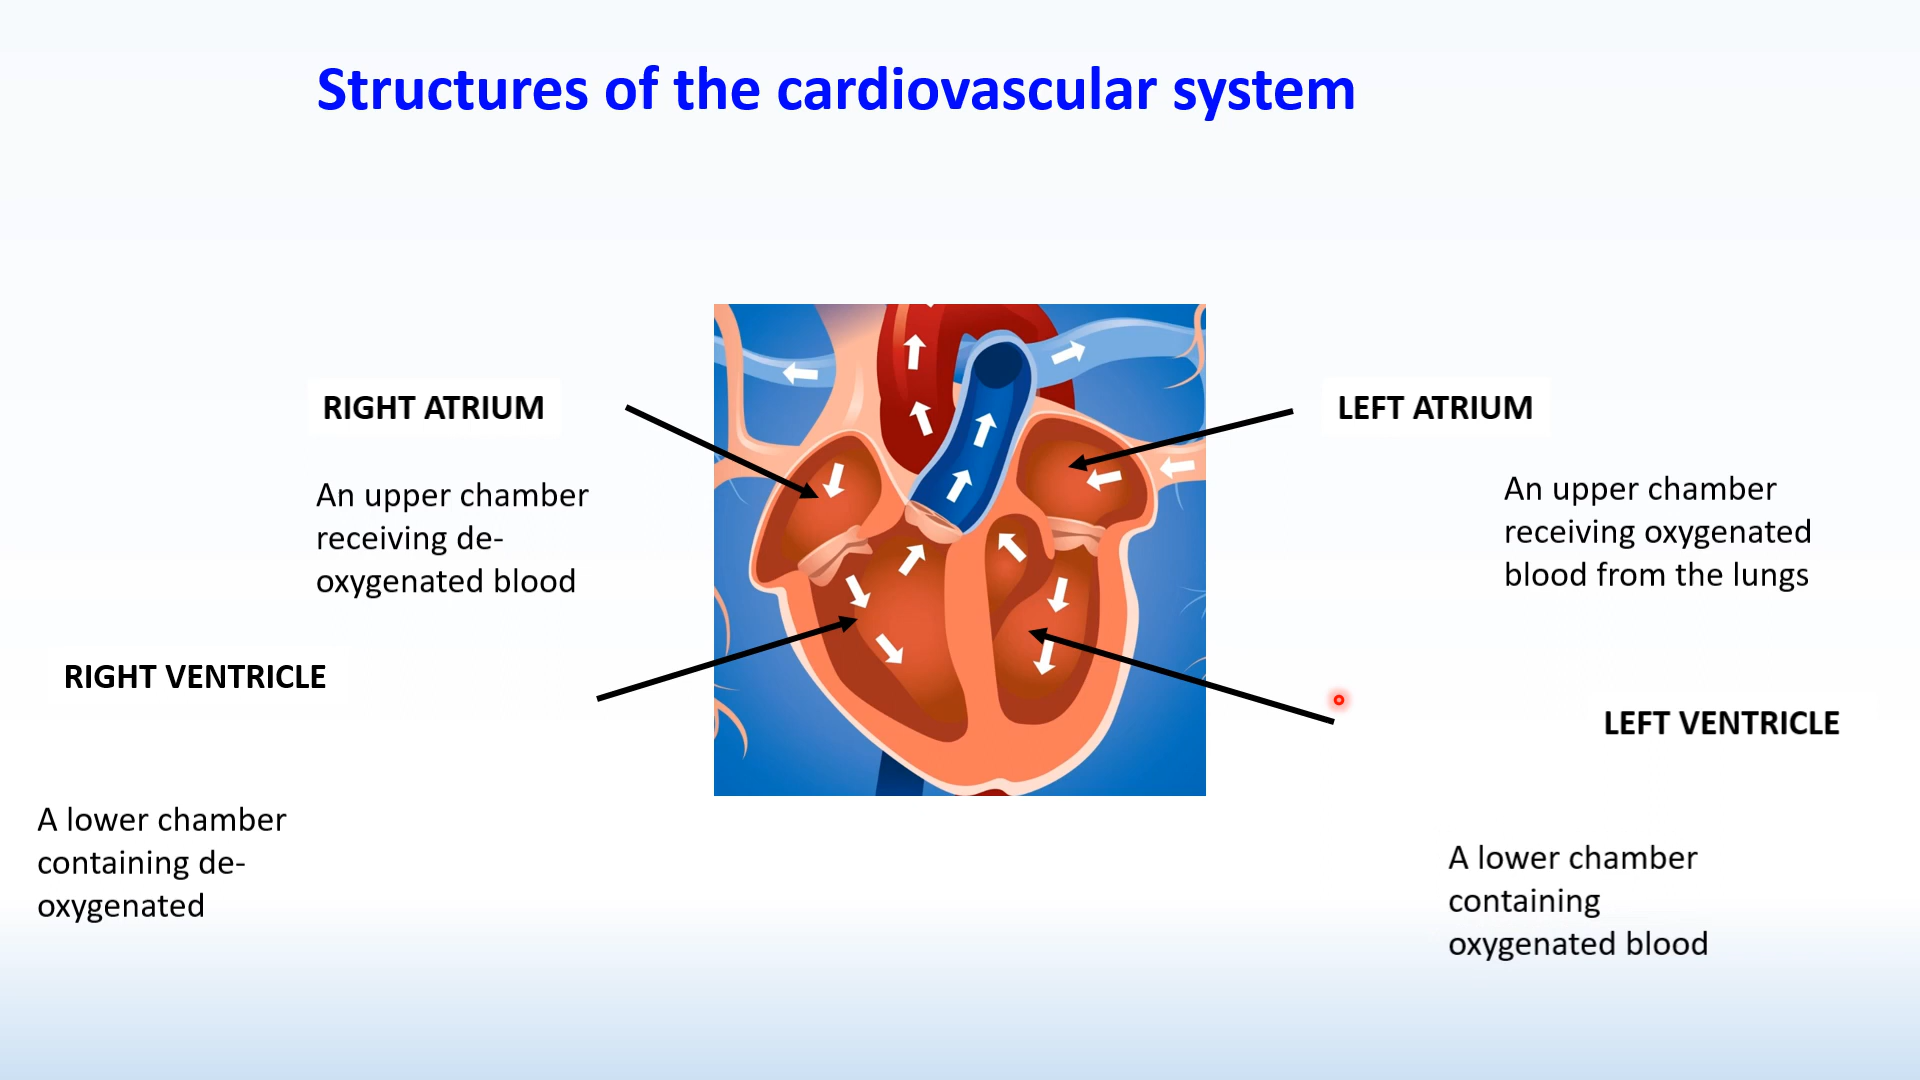 Structures of the cardiovascular system
RIGHT ATRIUM
An upper chamber
receiving de-
oxygenated blood
RIGHT VENTRICLE
A lower chamber
containing de-
oxygenated
LEFT ATRIUM
An upper chamber
receiving oxygenated
blood from the lungs
LEFT VENTRICLE
A lower chamber
containing
oxygenated blood